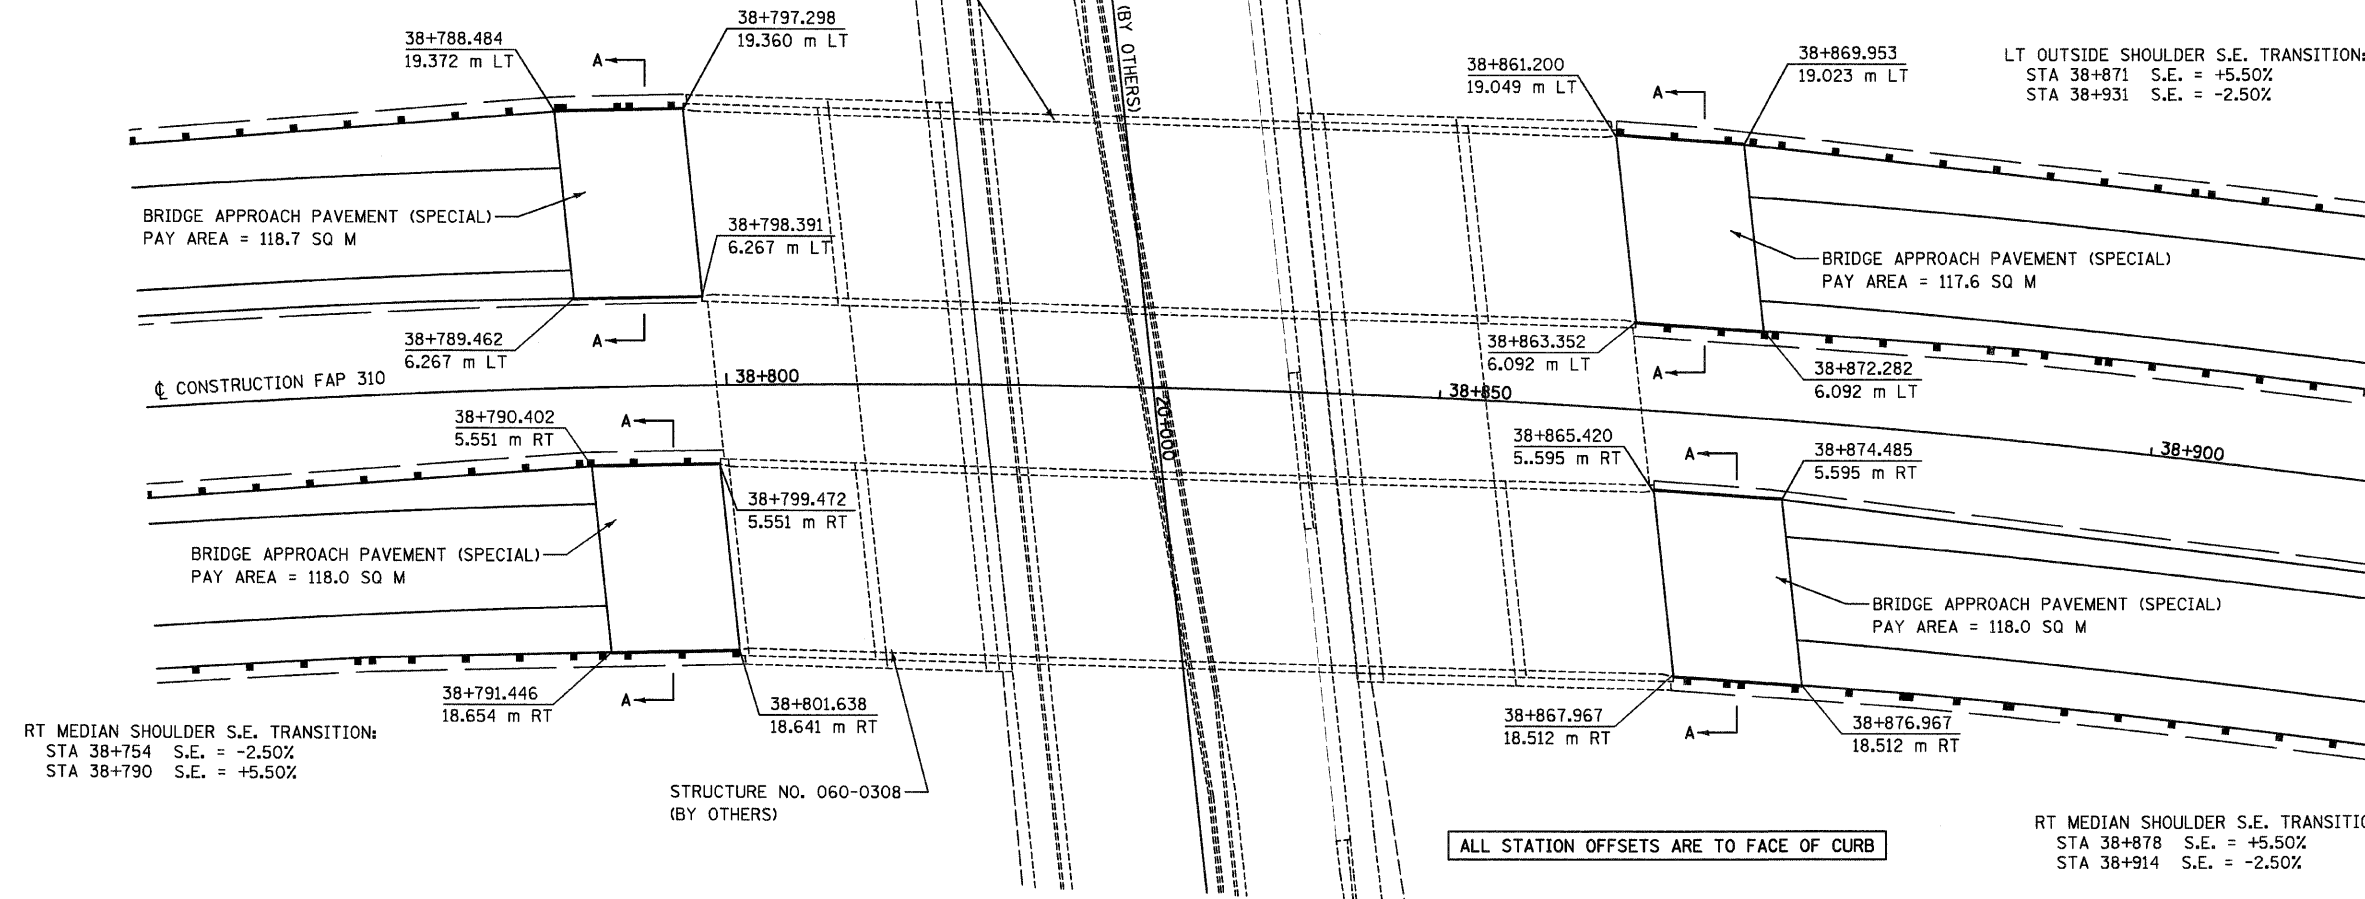 38+797.298
19.360 m LT
38+788.484
19.372 m LT
A
(BY OTHERS)
38+861.200
19.049 m LT
A
38+869.953
19.023 m LT
LT OUTSIDE SHOULDER S.E. TRANSITION:
STA 38+871 S.E. = +5.50%
STA 38+931 S.E. = -2.50%
BRIDGE APPROACH PAVEMENT (SPECIAL)
PAY AREA = 118.7 SQ M
38+798.391
6.267 m LT
BRIDGE APPROACH PAVEMENT (SPECIAL)
PAY AREA = 117.6 SQ M
38+789.462
6.267 m LT
A
38+863.352
6.092 m LT
A
38+872.282
6.092 m LT
℄ CONSTRUCTION FAP 310
38+800
38+850
38+900
20+000
38+790.402
5.551 m RT
A
38+799.472
5.551 m RT
38+865.420
5..595 m RT
A
38+874.485
5.595 m RT
BRIDGE APPROACH PAVEMENT (SPECIAL)
PAY AREA = 118.0 SQ M
BRIDGE APPROACH PAVEMENT (SPECIAL)
PAY AREA = 118.0 SQ M
38+791.446
18.654 m RT
A
38+801.638
18.641 m RT
38+867.967
18.512 m RT
A
38+876.967
18.512 m RT
RT MEDIAN SHOULDER S.E. TRANSITION:
STA 38+754 S.E. = -2.50%
STA 38+790 S.E. = +5.50%
STRUCTURE NO. 060-0308
(BY OTHERS)
ALL STATION OFFSETS ARE TO FACE OF CURB
RT MEDIAN SHOULDER S.E. TRANSITIO
STA 38+878 S.E. = +5.50%
STA 38+914 S.E. = -2.50%